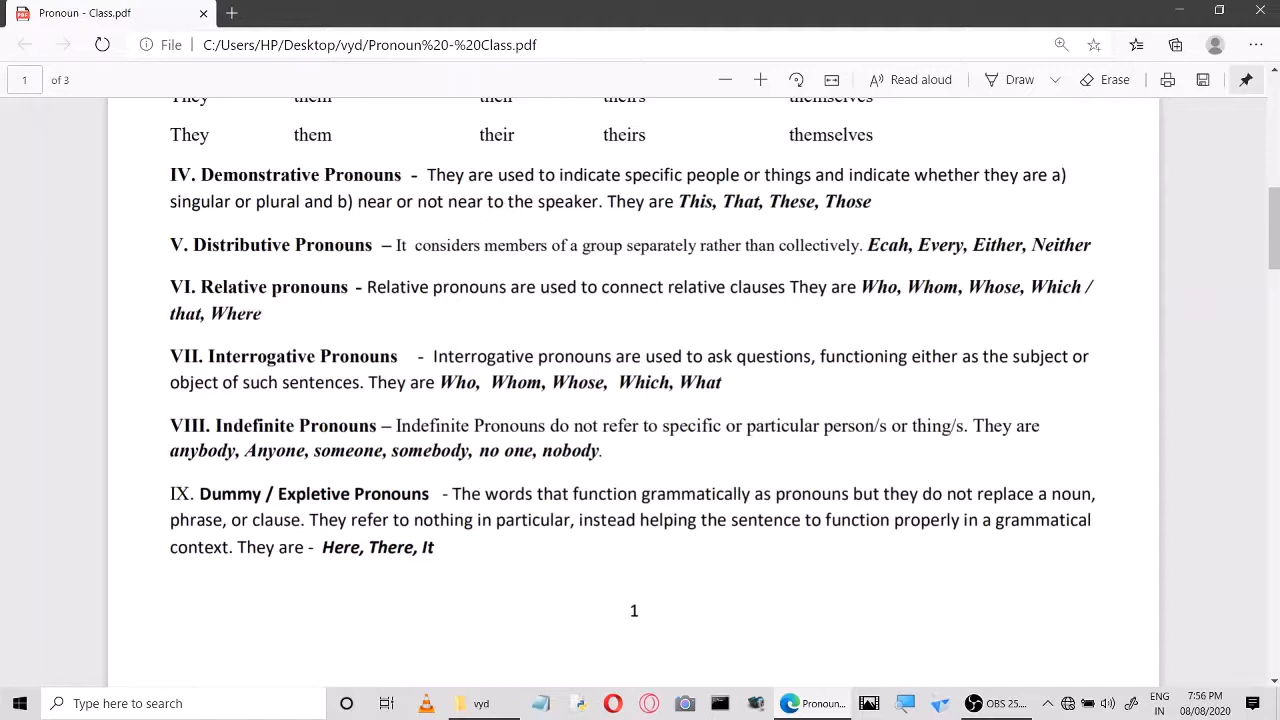 Pronoun - Class.pdf
File
C:/Users/HP/Desktop/vyd/Pronoun%20-%20Class.pdf
1 of 3
Read aloud
Draw
Erase
They them their theirs themselves
They them their theirs themselves
IV. Demonstrative Pronouns - They are used to indicate specific people or things and indicate whether they are a)
singular or plural and b) near or not near to the speaker. They are This, That, These, Those
V. Distributive Pronouns – It considers members of a group separately rather than collectively. Ecah, Every, Either, Neither
VI. Relative pronouns - Relative pronouns are used to connect relative clauses They are Who, Whom, Whose, Which /
that, Where
VII. Interrogative Pronouns - Interrogative pronouns are used to ask questions, functioning either as the subject or
object of such sentences. They are Who, Whom, Whose, Which, What
VIII. Indefinite Pronouns – Indefinite Pronouns do not refer to specific or particular person/s or thing/s. They are
anybody, Anyone, someone, somebody, no one, nobody.
IX. Dummy / Expletive Pronouns - The words that function grammatically as pronouns but they do not replace a noun,
phrase, or clause. They refer to nothing in particular, instead helping the sentence to function properly in a grammatical
context. They are - Here, There, It
1
Type here to search
vyd
Pronoun...
OBS 25....
ENG
IN
7:56 PM
08/08/2020